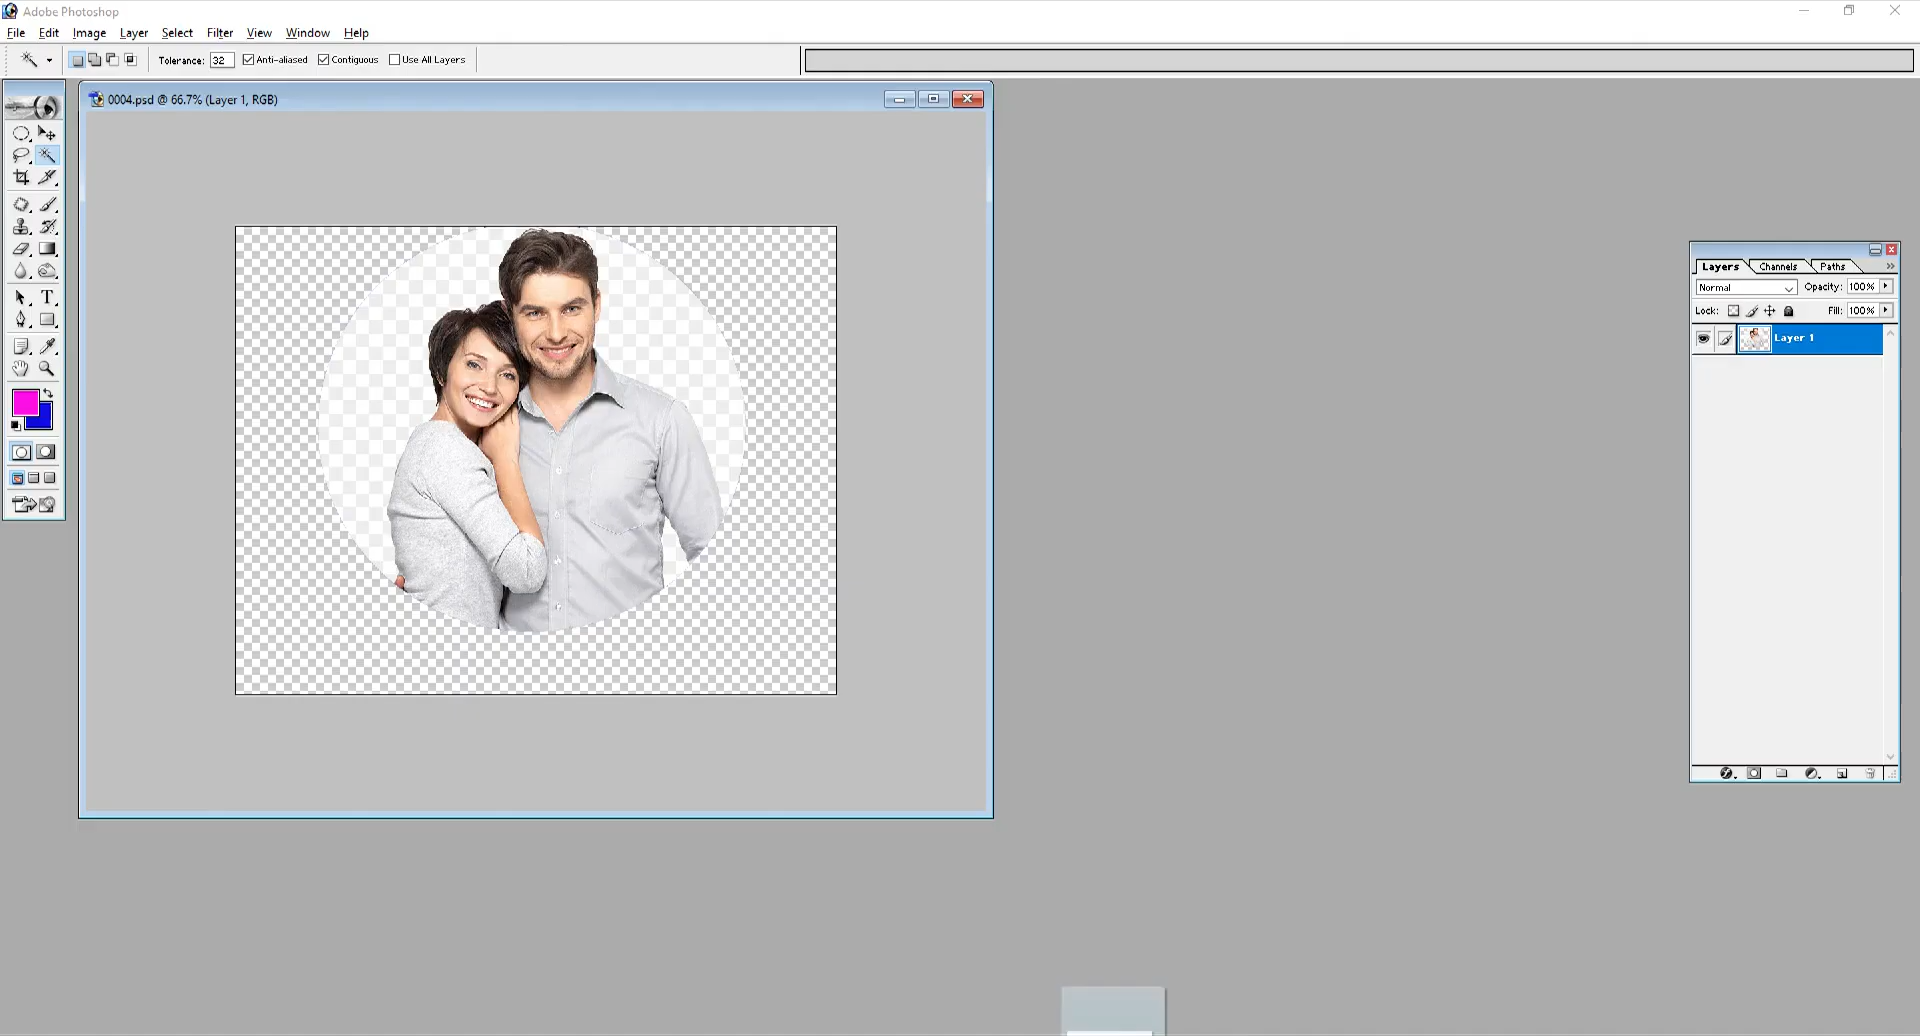 Adobe Photoshop
File Edit Image Layer Select Filter View Window Help
Tolerance: 32 Anti-aliased Contiguous Use All Layers
0004.psd @ 66.7% (Layer 1, RGB)
Layers Channels Paths
Normal Opacity: 100%
Lock: Fill: 100%
Layer 1